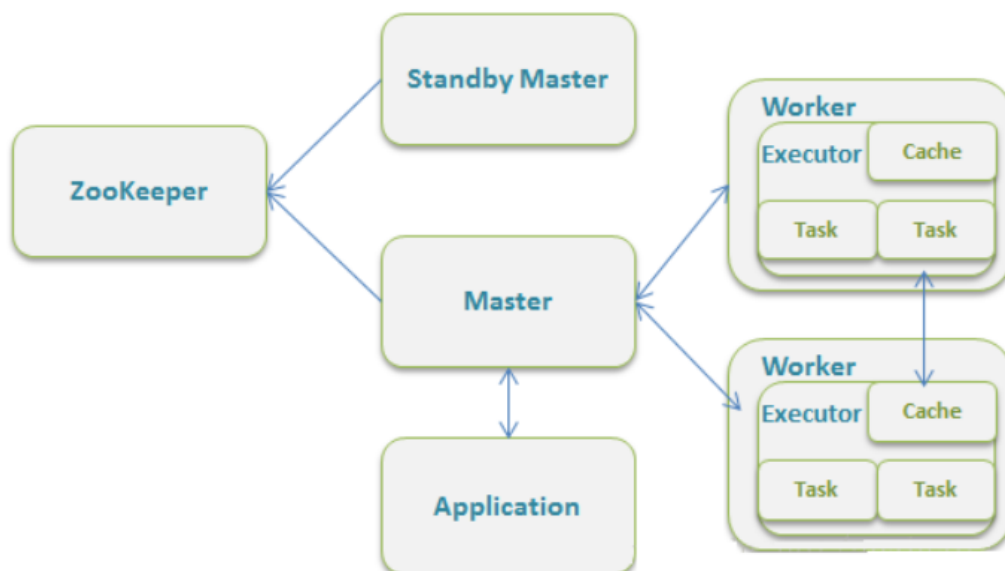 Standby Master
ZooKeeper
Master
Application
Worker
Executor
Cache
Task
Task
Worker
Executor
Cache
Task
Task